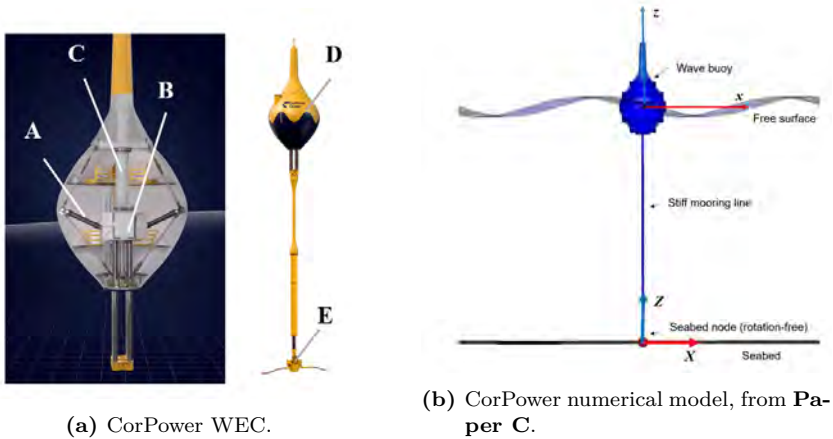 C
B
A
D
E
(a) CorPower WEC.
z
Wave buoy
x
Free surface
Stiff mooring line
Z
Seabed node (rotation-free)
X
Seabed
(b) CorPower numerical model, from Pa-
per C.